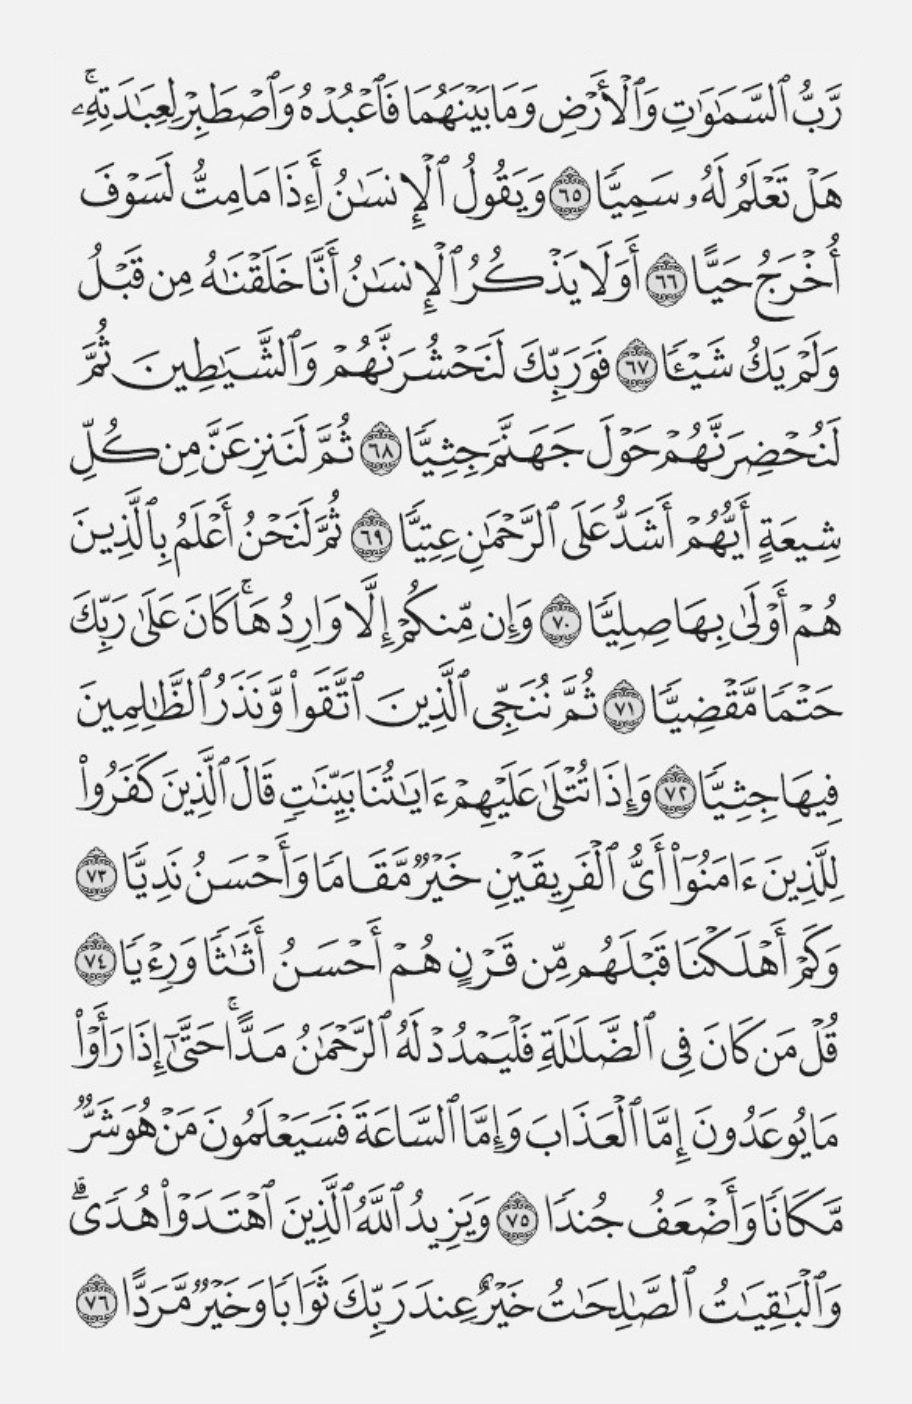 رَّبُّ ٱلسَّمَٰوَٰتِ وَٱلْأَرْضِ وَمَا بَيْنَهُمَا فَٱعْبُدْهُ وَٱصْطَبِرْ لِعِبَٰدَتِهِۦۚ
هَلْ تَعْلَمُ لَهُۥ سَمِيًّا ٦٥ وَيَقُولُ ٱلْإِنسَٰنُ أَءِذَا مَا مِتُّ لَسَوْفَ
أُخْرَجُ حَيًّا ٦٦ أَوَلَا يَذْكُرُ ٱلْإِنسَٰنُ أَنَّا خَلَقْنَٰهُ مِن قَبْلُ
وَلَمْ يَكُ شَيْـًٔا ٦٧ فَوَرَبِّكَ لَنَحْشُرَنَّهُمْ وَٱلشَّيَٰطِينَ ثُمَّ
لَنُحْضِرَنَّهُمْ حَوْلَ جَهَنَّمَ جِثِيًّا ٦٨ ثُمَّ لَنَنزِعَنَّ مِن كُلِّ
شِيعَةٍ أَيُّهُمْ أَشَدُّ عَلَى ٱلرَّحْمَٰنِ عِتِيًّا ٦٩ ثُمَّ لَنَحْنُ أَعْلَمُ بِٱلَّذِينَ
هُمْ أَوْلَىٰ بِهَا صِلِيًّا ٧٠ وَإِن مِّنكُمْ إِلَّا وَارِدُهَاۚ كَانَ عَلَىٰ رَبِّكَ
حَتْمًا مَّقْضِيًّا ٧١ ثُمَّ نُنَجِّى ٱلَّذِينَ ٱتَّقَوا۟ وَّنَذَرُ ٱلظَّٰلِمِينَ
فِيهَا جِثِيًّا ٧٢ وَإِذَا تُتْلَىٰ عَلَيْهِمْ ءَايَٰتُنَا بَيِّنَٰتٍ قَالَ ٱلَّذِينَ كَفَرُوا۟
لِلَّذِينَ ءَامَنُوٓا۟ أَىُّ ٱلْفَرِيقَيْنِ خَيْرٌ مَّقَامًا وَأَحْسَنُ نَدِيًّا ٧٣
وَكَمْ أَهْلَكْنَا قَبْلَهُم مِّن قَرْنٍ هُمْ أَحْسَنُ أَثَٰثًا وَرِءْيًا ٧٤
قُلْ مَن كَانَ فِى ٱلضَّلَٰلَةِ فَلْيَمْدُدْ لَهُ ٱلرَّحْمَٰنُ مَدًّاۚ حَتَّىٰٓ إِذَا رَأَوْا۟
مَا يُوعَدُونَ إِمَّا ٱلْعَذَابَ وَإِمَّا ٱلسَّاعَةَ فَسَيَعْلَمُونَ مَنْ هُوَ شَرٌّ
مَّكَانًا وَأَضْعَفُ جُندًا ٧٥ وَيَزِيدُ ٱللَّهُ ٱلَّذِينَ ٱهْتَدَوْا۟ هُدًىۗ
وَٱلْبَٰقِيَٰتُ ٱلصَّٰلِحَٰتُ خَيْرٌ عِندَ رَبِّكَ ثَوَابًا وَخَيْرٌ مَّرَدًّا ٧٦